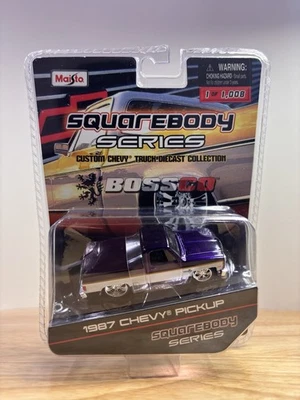 Maisto
WARNING:
CHOKING HAZARD - Small parts.
1 OF 1,008
SQUAREBODY
SERIES
CUSTOM CHEVY® TRUCK DIECAST COLLECTION
BOSSCO
1987 CHEVY® PICKUP
SQUAREBODY
SERIES